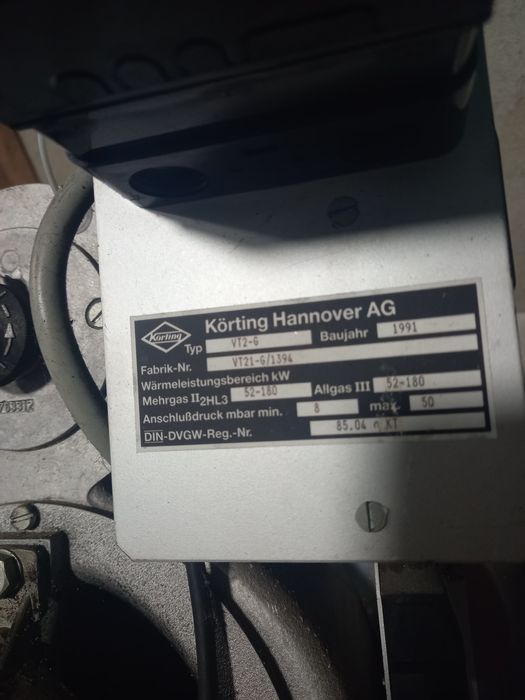 Körting
Körting Hannover AG
Typ VT2-G Baujahr 1991
Fabrik-Nr. VT21-G/1394
Wärmeleistungsbereich kW
Mehrgas II2HL3 52-180 Allgas III 52-180
Anschlußdruck mbar min. 8 max. 50
DIN-DVGW-Reg.-Nr. 85.04 KT